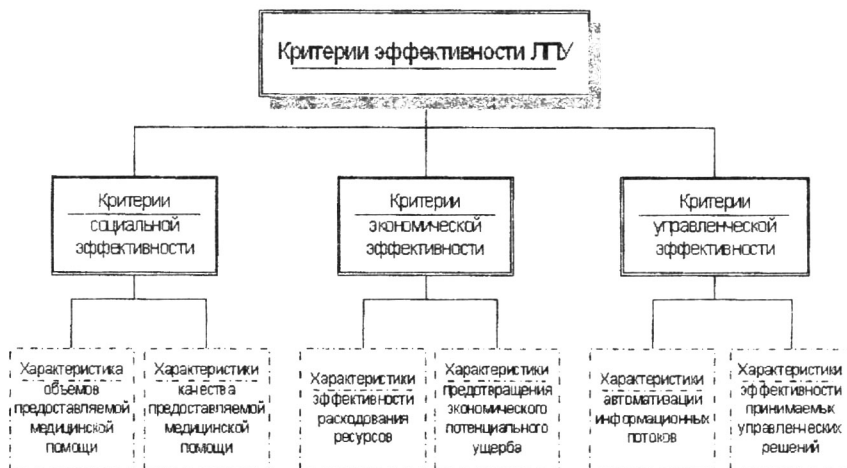 Критерии эффективности ЛПУ
Критерии
социальной
эффективности
Критерии
экономической
эффективности
Критерии
управленческой
эффективности
Характеристика
объемов
предоставляемой
медицинской
помощи
Характеристики
качества
предоставляемой
медицинской
помощи
Характеристики
эффективности
расходования
ресурсов
Характеристики
предотвращения
экономического
потенциального
ущерба
Характеристики
автоматизации
информационных
потоков
Характеристики
эффективности
принимаемых
управленческих
решений